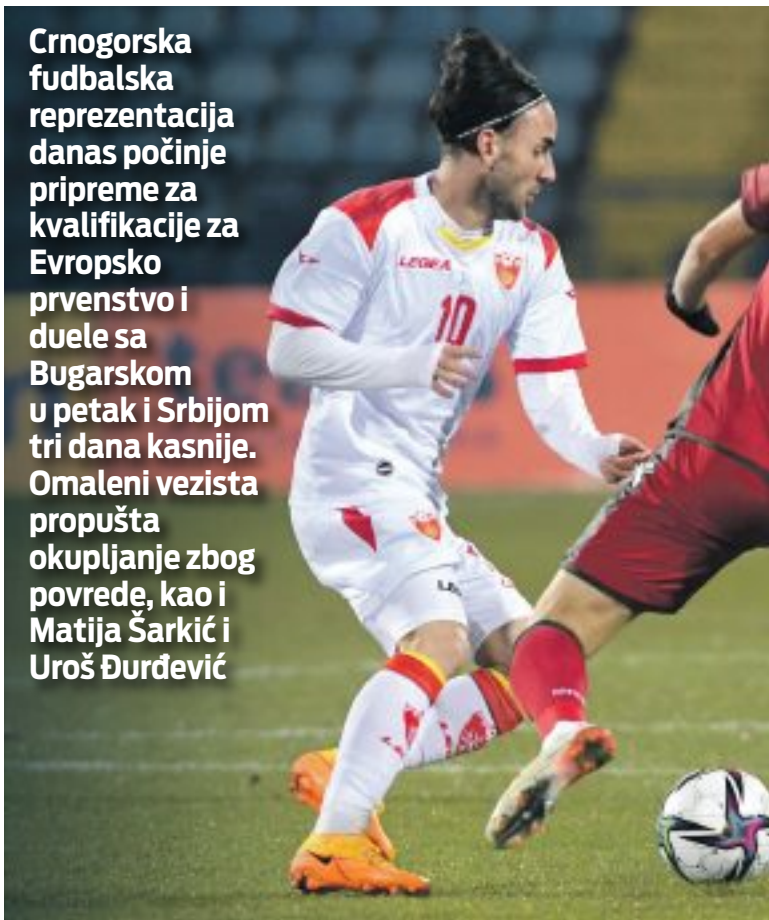 Crnogorska
fudbalska
reprezentacija
danas počinje
pripreme za
kvalifikacije za
Evropsko
prvenstvo i
duele sa
Bugarskom
u petak i Srbijom
tri dana kasnije.
Omaleni vezista
propušta
okupljanje zbog
povrede, kao i
Matija Šarkić i
Uroš Đurđević
LEGEA
10